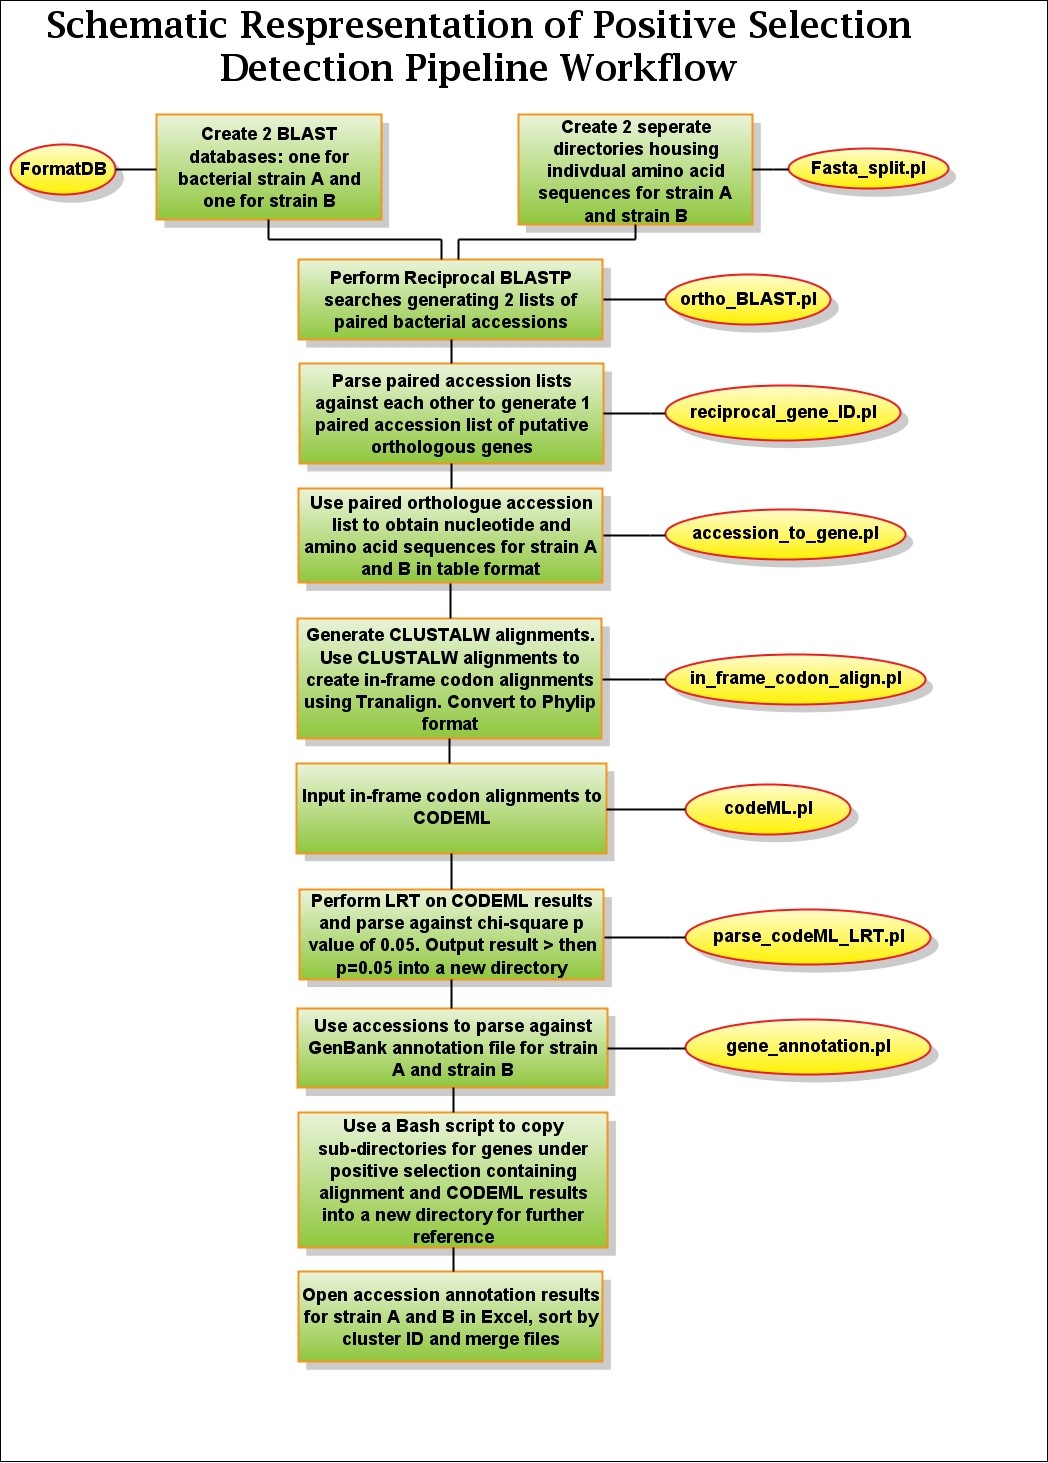 Schematic Respresentation of Positive Selection
Detection Pipeline Workflow
FormatDB
Create 2 BLAST
databases: one for
bacterial strain A and
one for strain B
Create 2 seperate
directories housing
indivdual amino acid
sequences for strain A
and strain B
Fasta_split.pl
Perform Reciprocal BLASTP
searches generating 2 lists of
paired bacterial accessions
ortho_BLAST.pl
Parse paired accession lists
against each other to generate 1
paired accession list of putative
orthologous genes
reciprocal_gene_ID.pl
Use paired orthologue accession
list to obtain nucleotide and
amino acid sequences for strain A
and B in table format
accession_to_gene.pl
Generate CLUSTALW alignments.
Use CLUSTALW alignments to
create in-frame codon alignments
using Tranalign. Convert to Phylip
format
in_frame_codon_align.pl
Input in-frame codon alignments to
CODEML
codeML.pl
Perform LRT on CODEML results
and parse against chi-square p
value of 0.05. Output result > then
p=0.05 into a new directory
parse_codeML_LRT.pl
Use accessions to parse against
GenBank annotation file for strain
A and strain B
gene_annotation.pl
Use a Bash script to copy
sub-directories for genes under
positive selection containing
alignment and CODEML results
into a new directory for further
reference
Open accession annotation results
for strain A and B in Excel, sort by
cluster ID and merge files